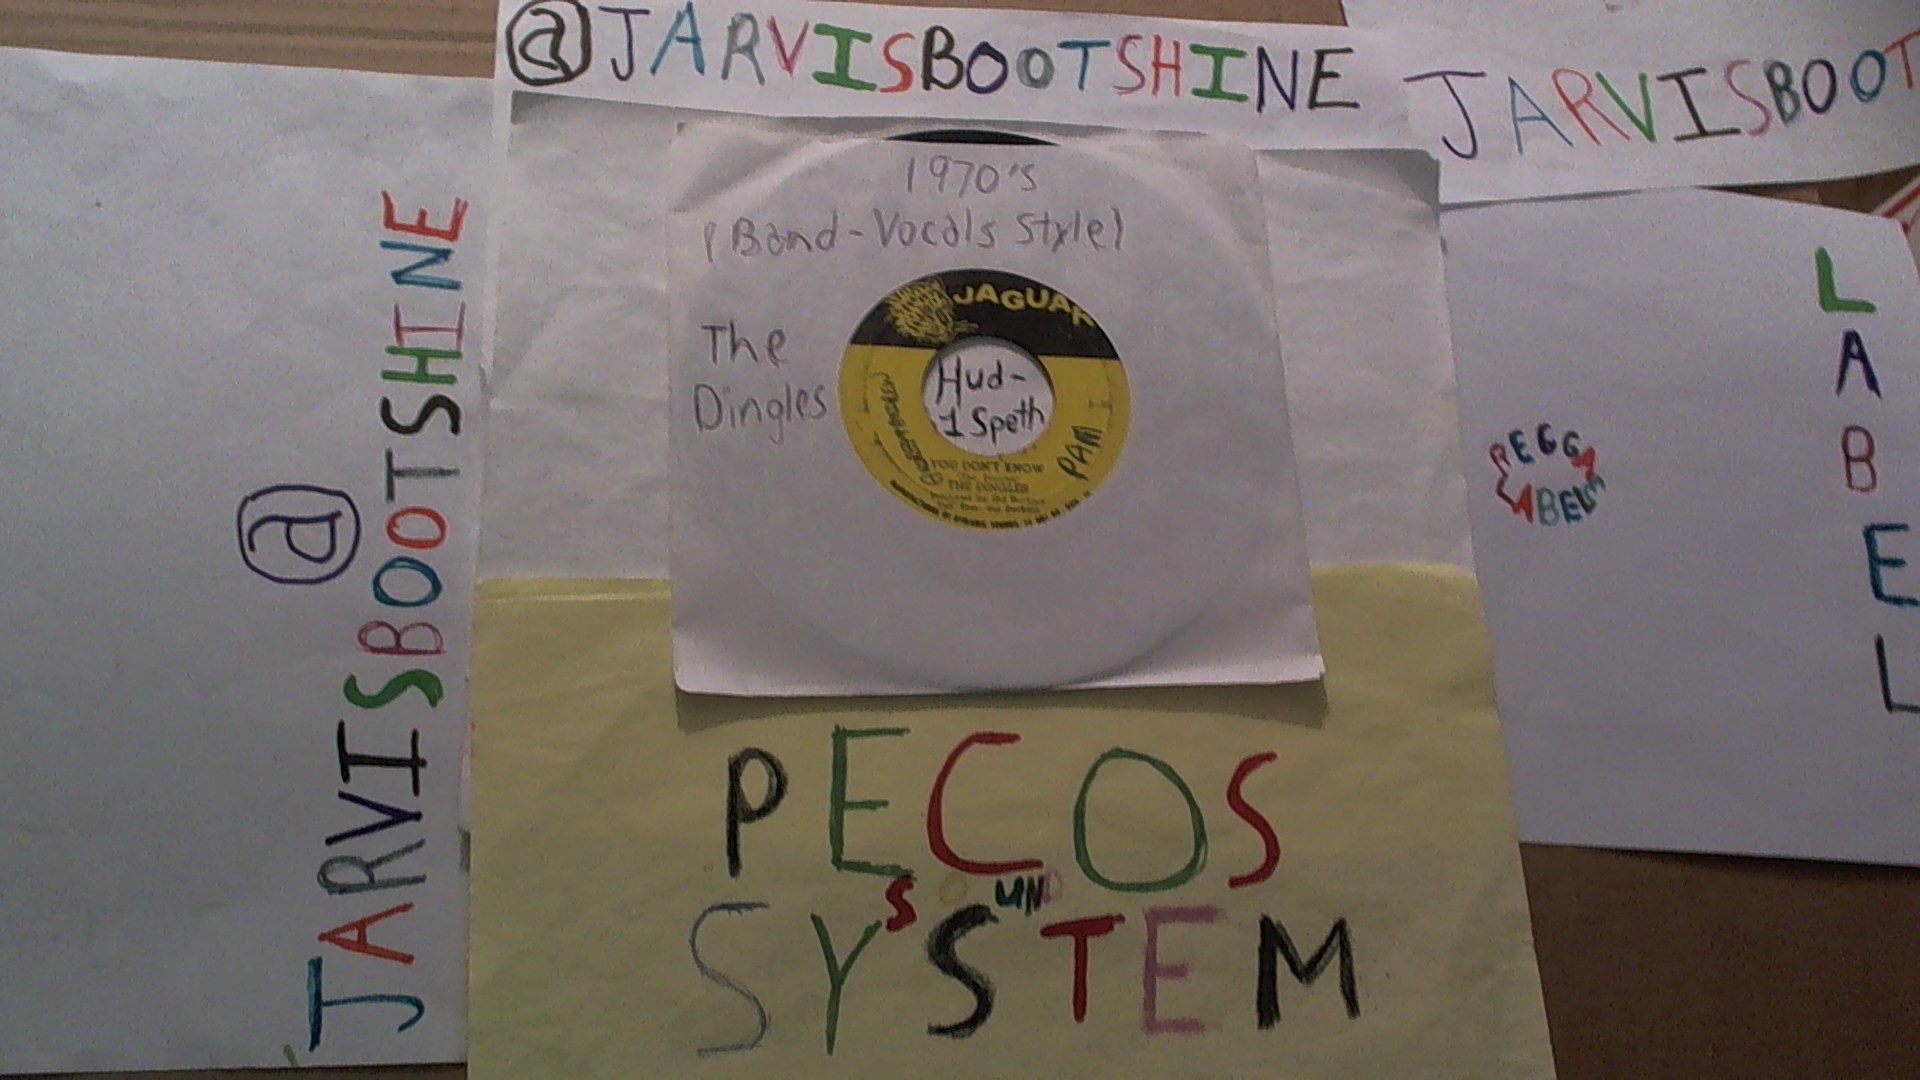 @JARVISBOOTSHINE
JARVISBOOT
@JARVISBOOTSHINE
1970's
(Band-Vocals Style)
The
Dingles
JAGUAR
Hud-
1 Speth
PAM
YOU DON'T KNOW
THE DINGLES
REGGA
LABEL
LABEL
PECOS
SOUND
SYSTEM